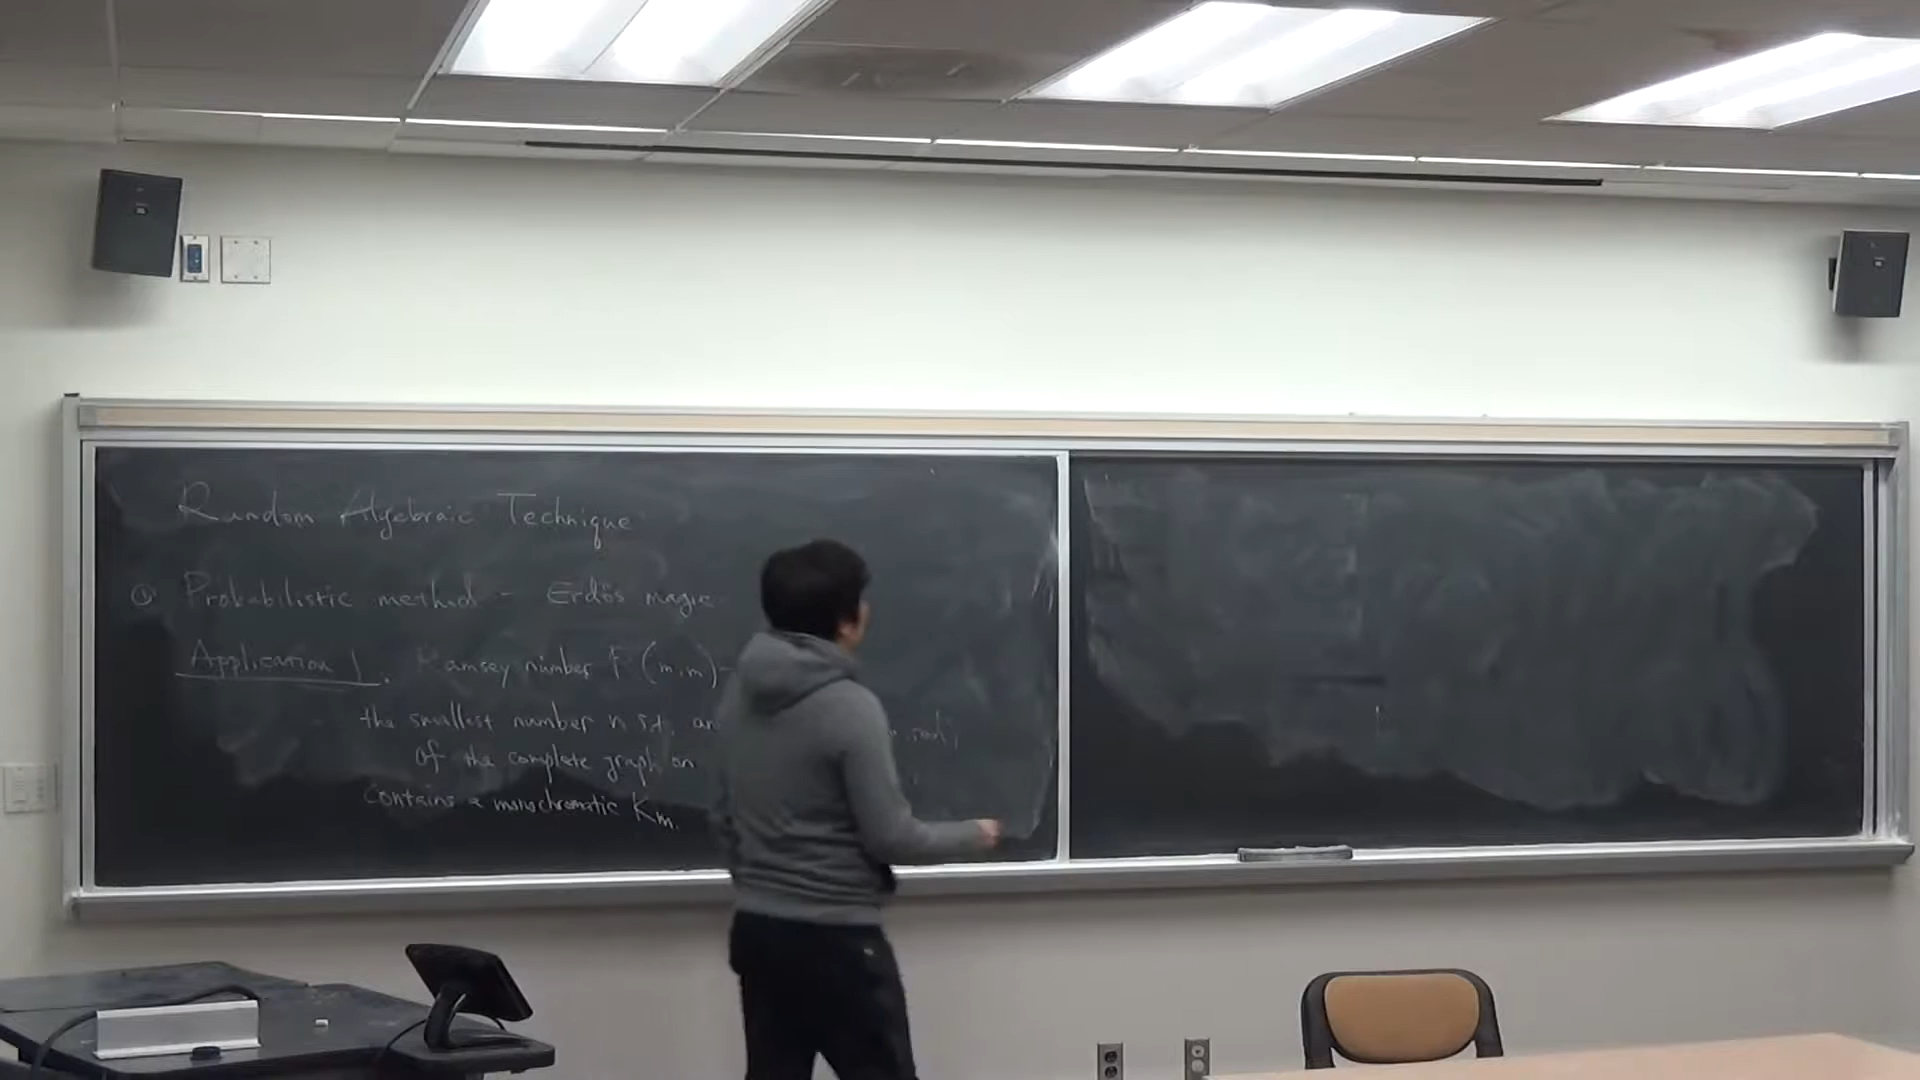 Random Algebraic Technique
① Probabilistic method - Erdös magic
Application 1. Ramsey number R (m,m) -
the smallest number n s.t. an
of the complete graph on
contains a monochromatic Km.